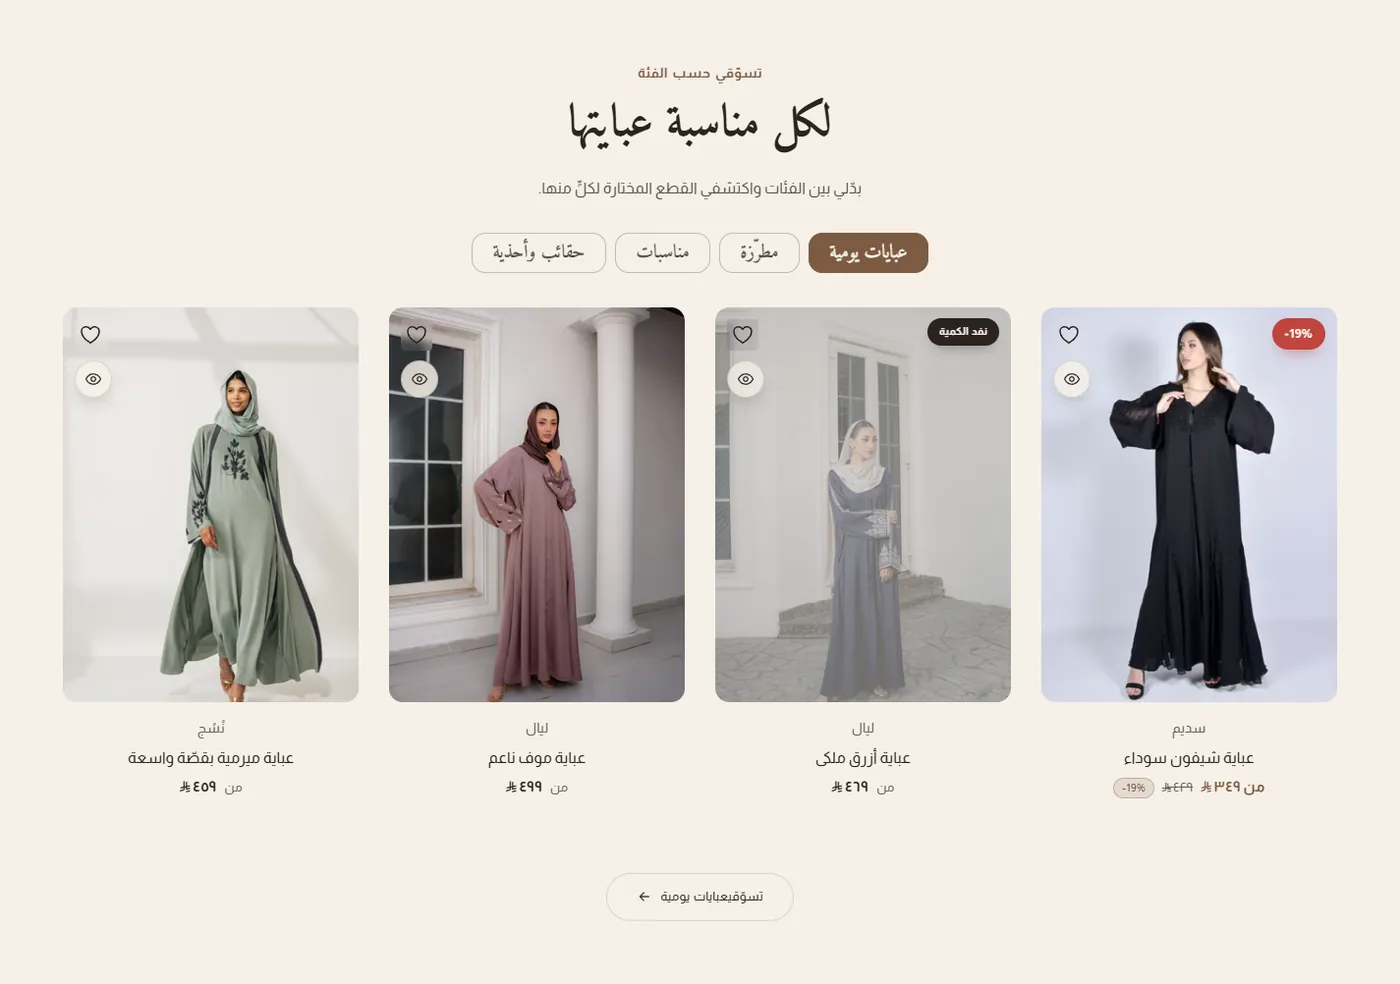 تسوّقي حسب الفئة
لكل مناسبة عبايتها
بدّلي بين الفئات واكتشفي القطع المختارة لكلٍّ منها.
عبايات يومية
مطرّزة
مناسبات
حقائب وأحذية
-19%
نفد الكمية
سديم
عباية شيفون سوداء
من ٣٤٩ ⃁ ٤٢٩ ⃁ -19%
ليال
عباية أزرق ملكي
من ٤٦٩ ⃁
ليال
عباية موف ناعم
من ٤٩٩ ⃁
نُسُج
عباية ميرمية بقصّة واسعة
من ٤٥٩ ⃁
تسوّقيعبايات يومية ←